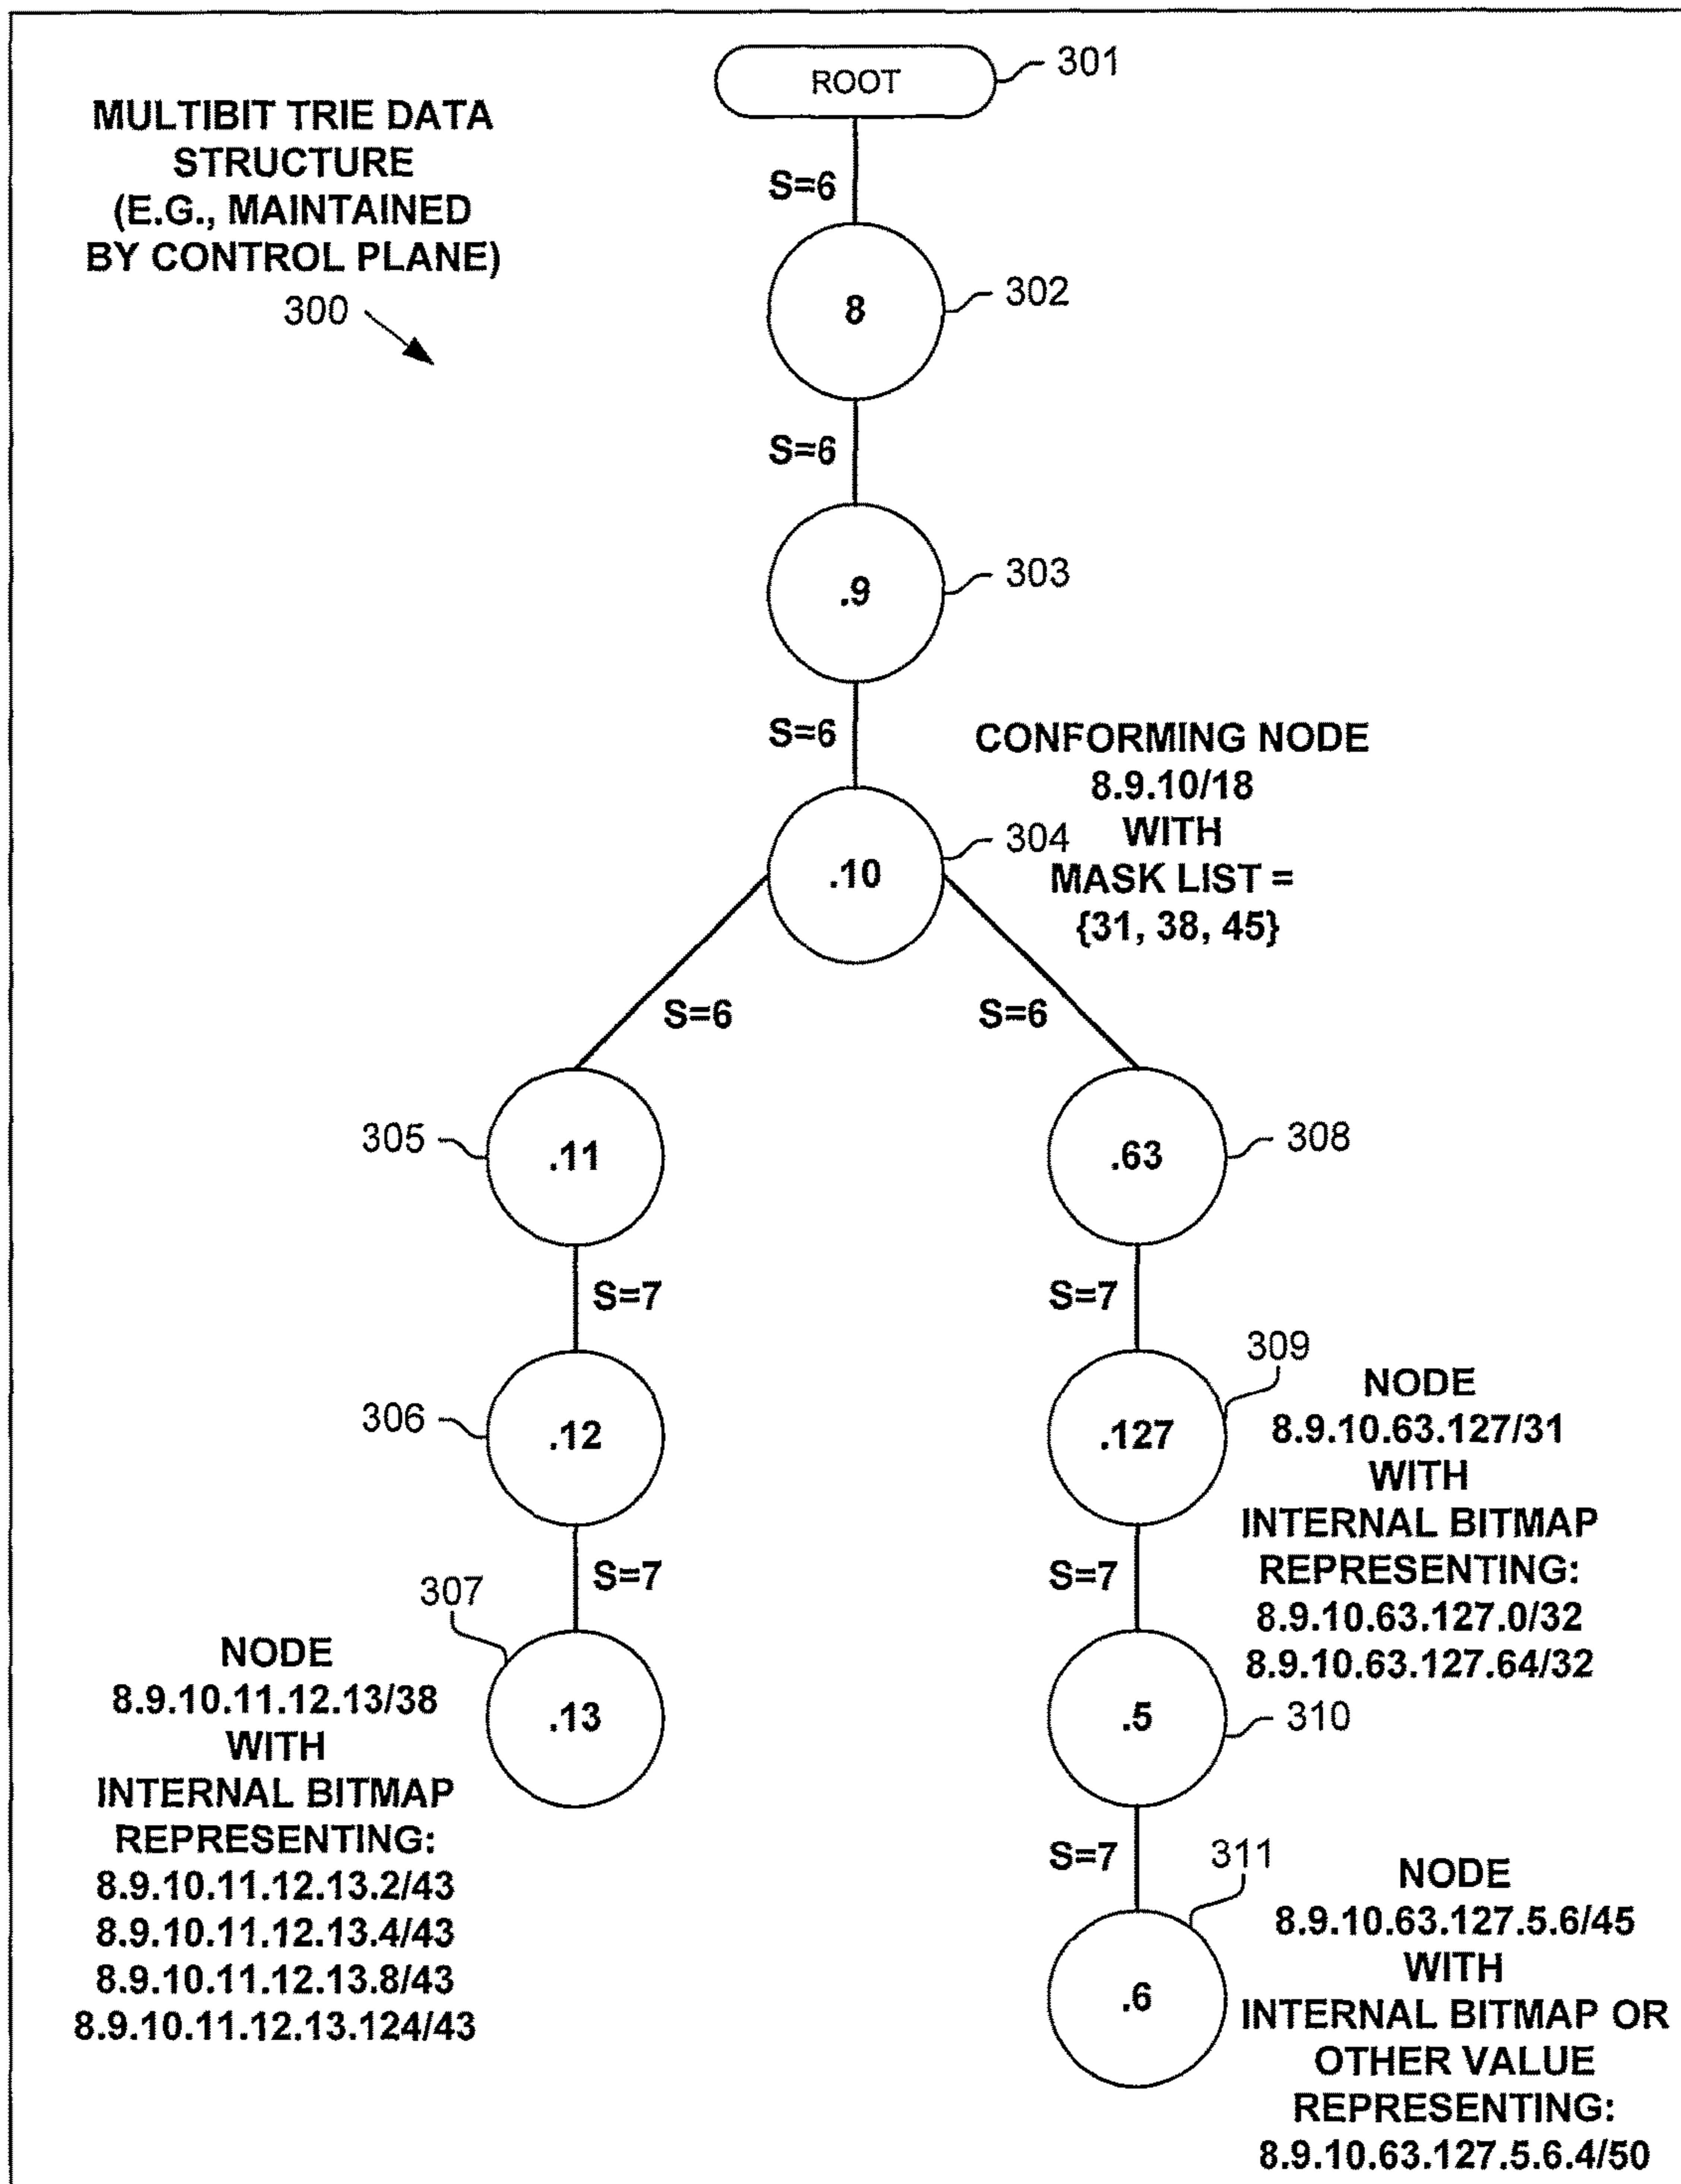 ROOT
301
MULTIBIT TRIE DATA
STRUCTURE
(E.G., MAINTAINED
BY CONTROL PLANE)
300
S=6
8
302
S=6
.9
303
S=6
CONFORMING NODE
8.9.10/18
WITH
MASK LIST =
{31, 38, 45}
.10
304
S=6
S=6
305
.11
.63
308
S=7
S=7
306
.12
.127
309
NODE
8.9.10.63.127/31
WITH
INTERNAL BITMAP
REPRESENTING:
8.9.10.63.127.0/32
8.9.10.63.127.64/32
S=7
S=7
307
.13
NODE
8.9.10.11.12.13/38
WITH
INTERNAL BITMAP
REPRESENTING:
8.9.10.11.12.13.2/43
8.9.10.11.12.13.4/43
8.9.10.11.12.13.8/43
8.9.10.11.12.13.124/43
.5
310
S=7
311
.6
NODE
8.9.10.63.127.5.6/45
WITH
INTERNAL BITMAP OR
OTHER VALUE
REPRESENTING:
8.9.10.63.127.5.6.4/50